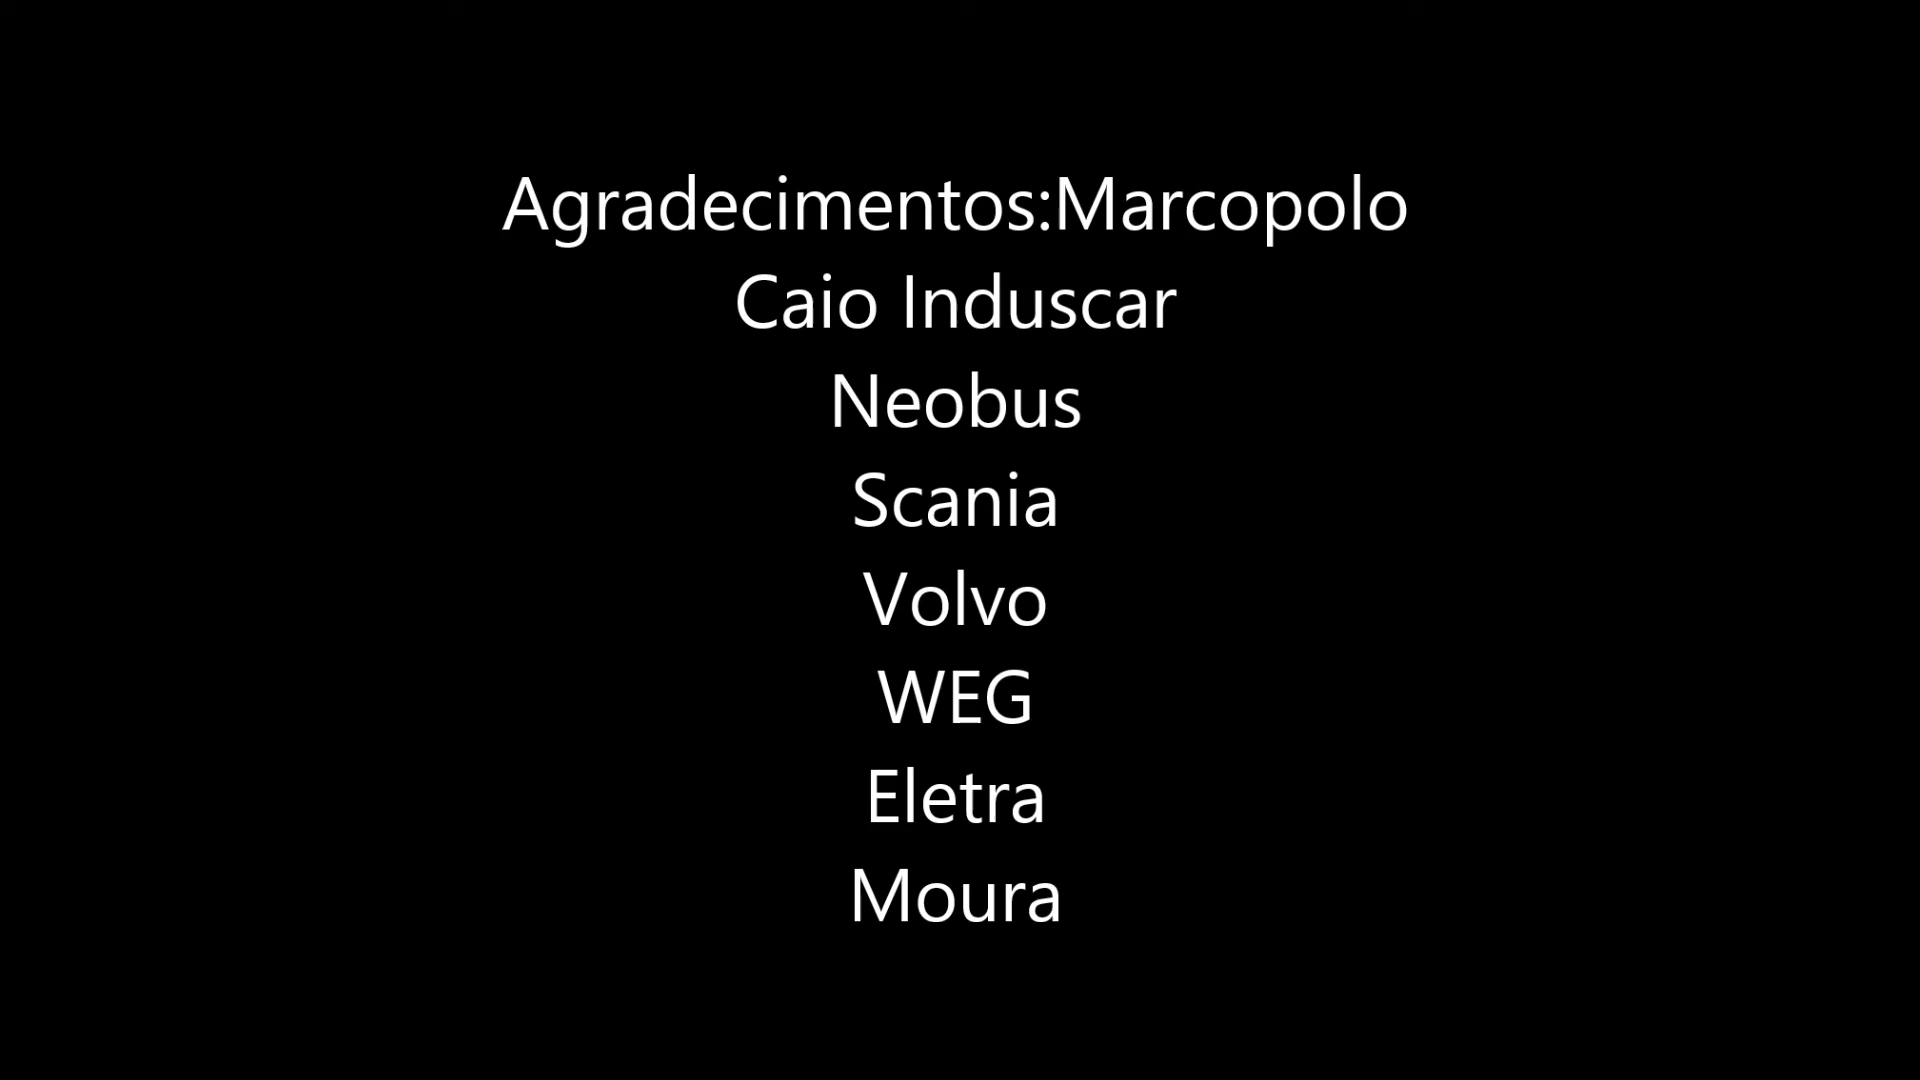 Agradecimentos:Marcopolo
Caio Induscar
Neobus
Scania
Volvo
WEG
Eletra
Moura